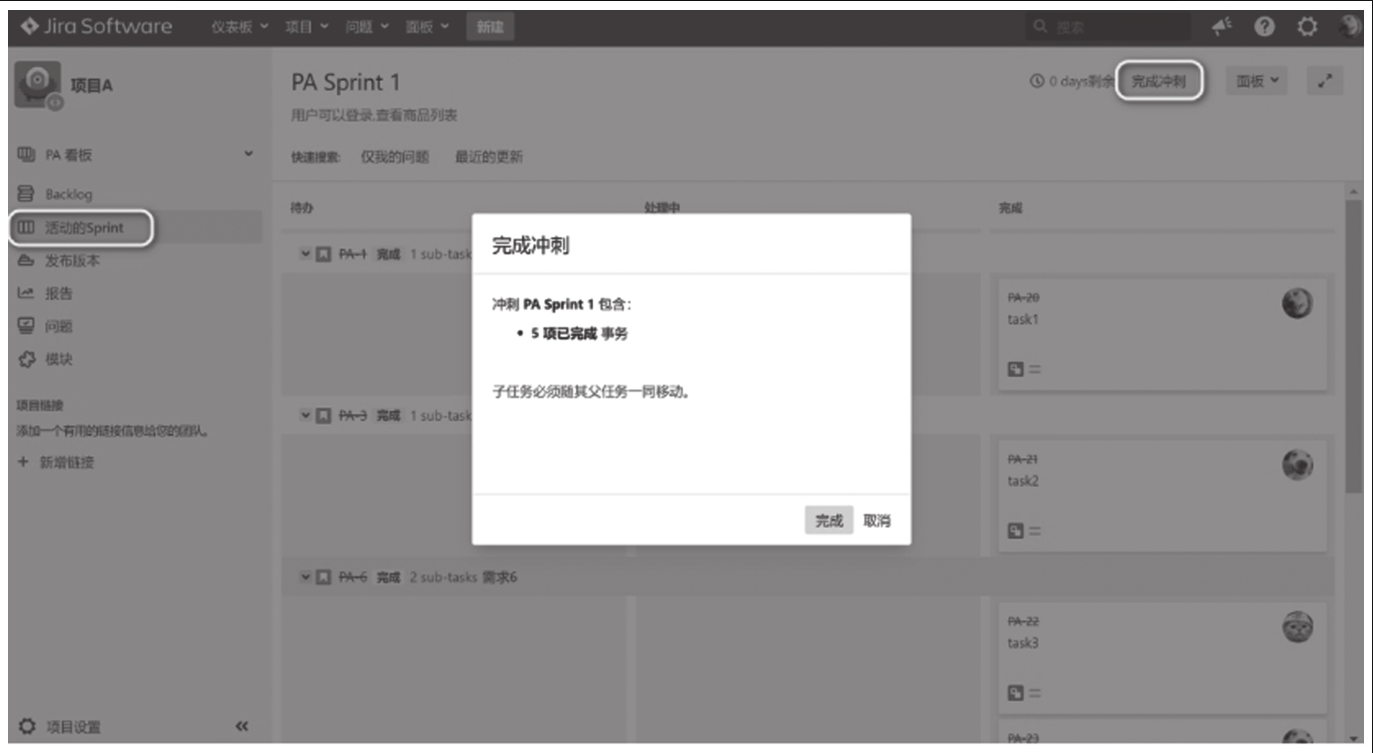 Jira Software 仪表板 项目 问题 面板 新建 搜索
项目A
PA 看板
Backlog
活动的Sprint
发布版本
报告
问题
模块
项目链接
添加一个有用的链接信息给您的团队。
+ 新增链接
项目设置
PA Sprint 1
0 days剩余 完成冲刺 面板
用户可以登录,查看商品列表
快速搜索: 仅我的问题 最近的更新
待办 处理中 完成
PA-1 完成 1 sub-task
PA-20
task1
PA-3 完成 1 sub-task
PA-21
task2
PA-6 完成 2 sub-tasks 需求6
PA-22
task3
PA-23
完成冲刺
冲刺 PA Sprint 1 包含:
• 5 项已完成 事务
子任务必须随其父任务一同移动。
完成 取消